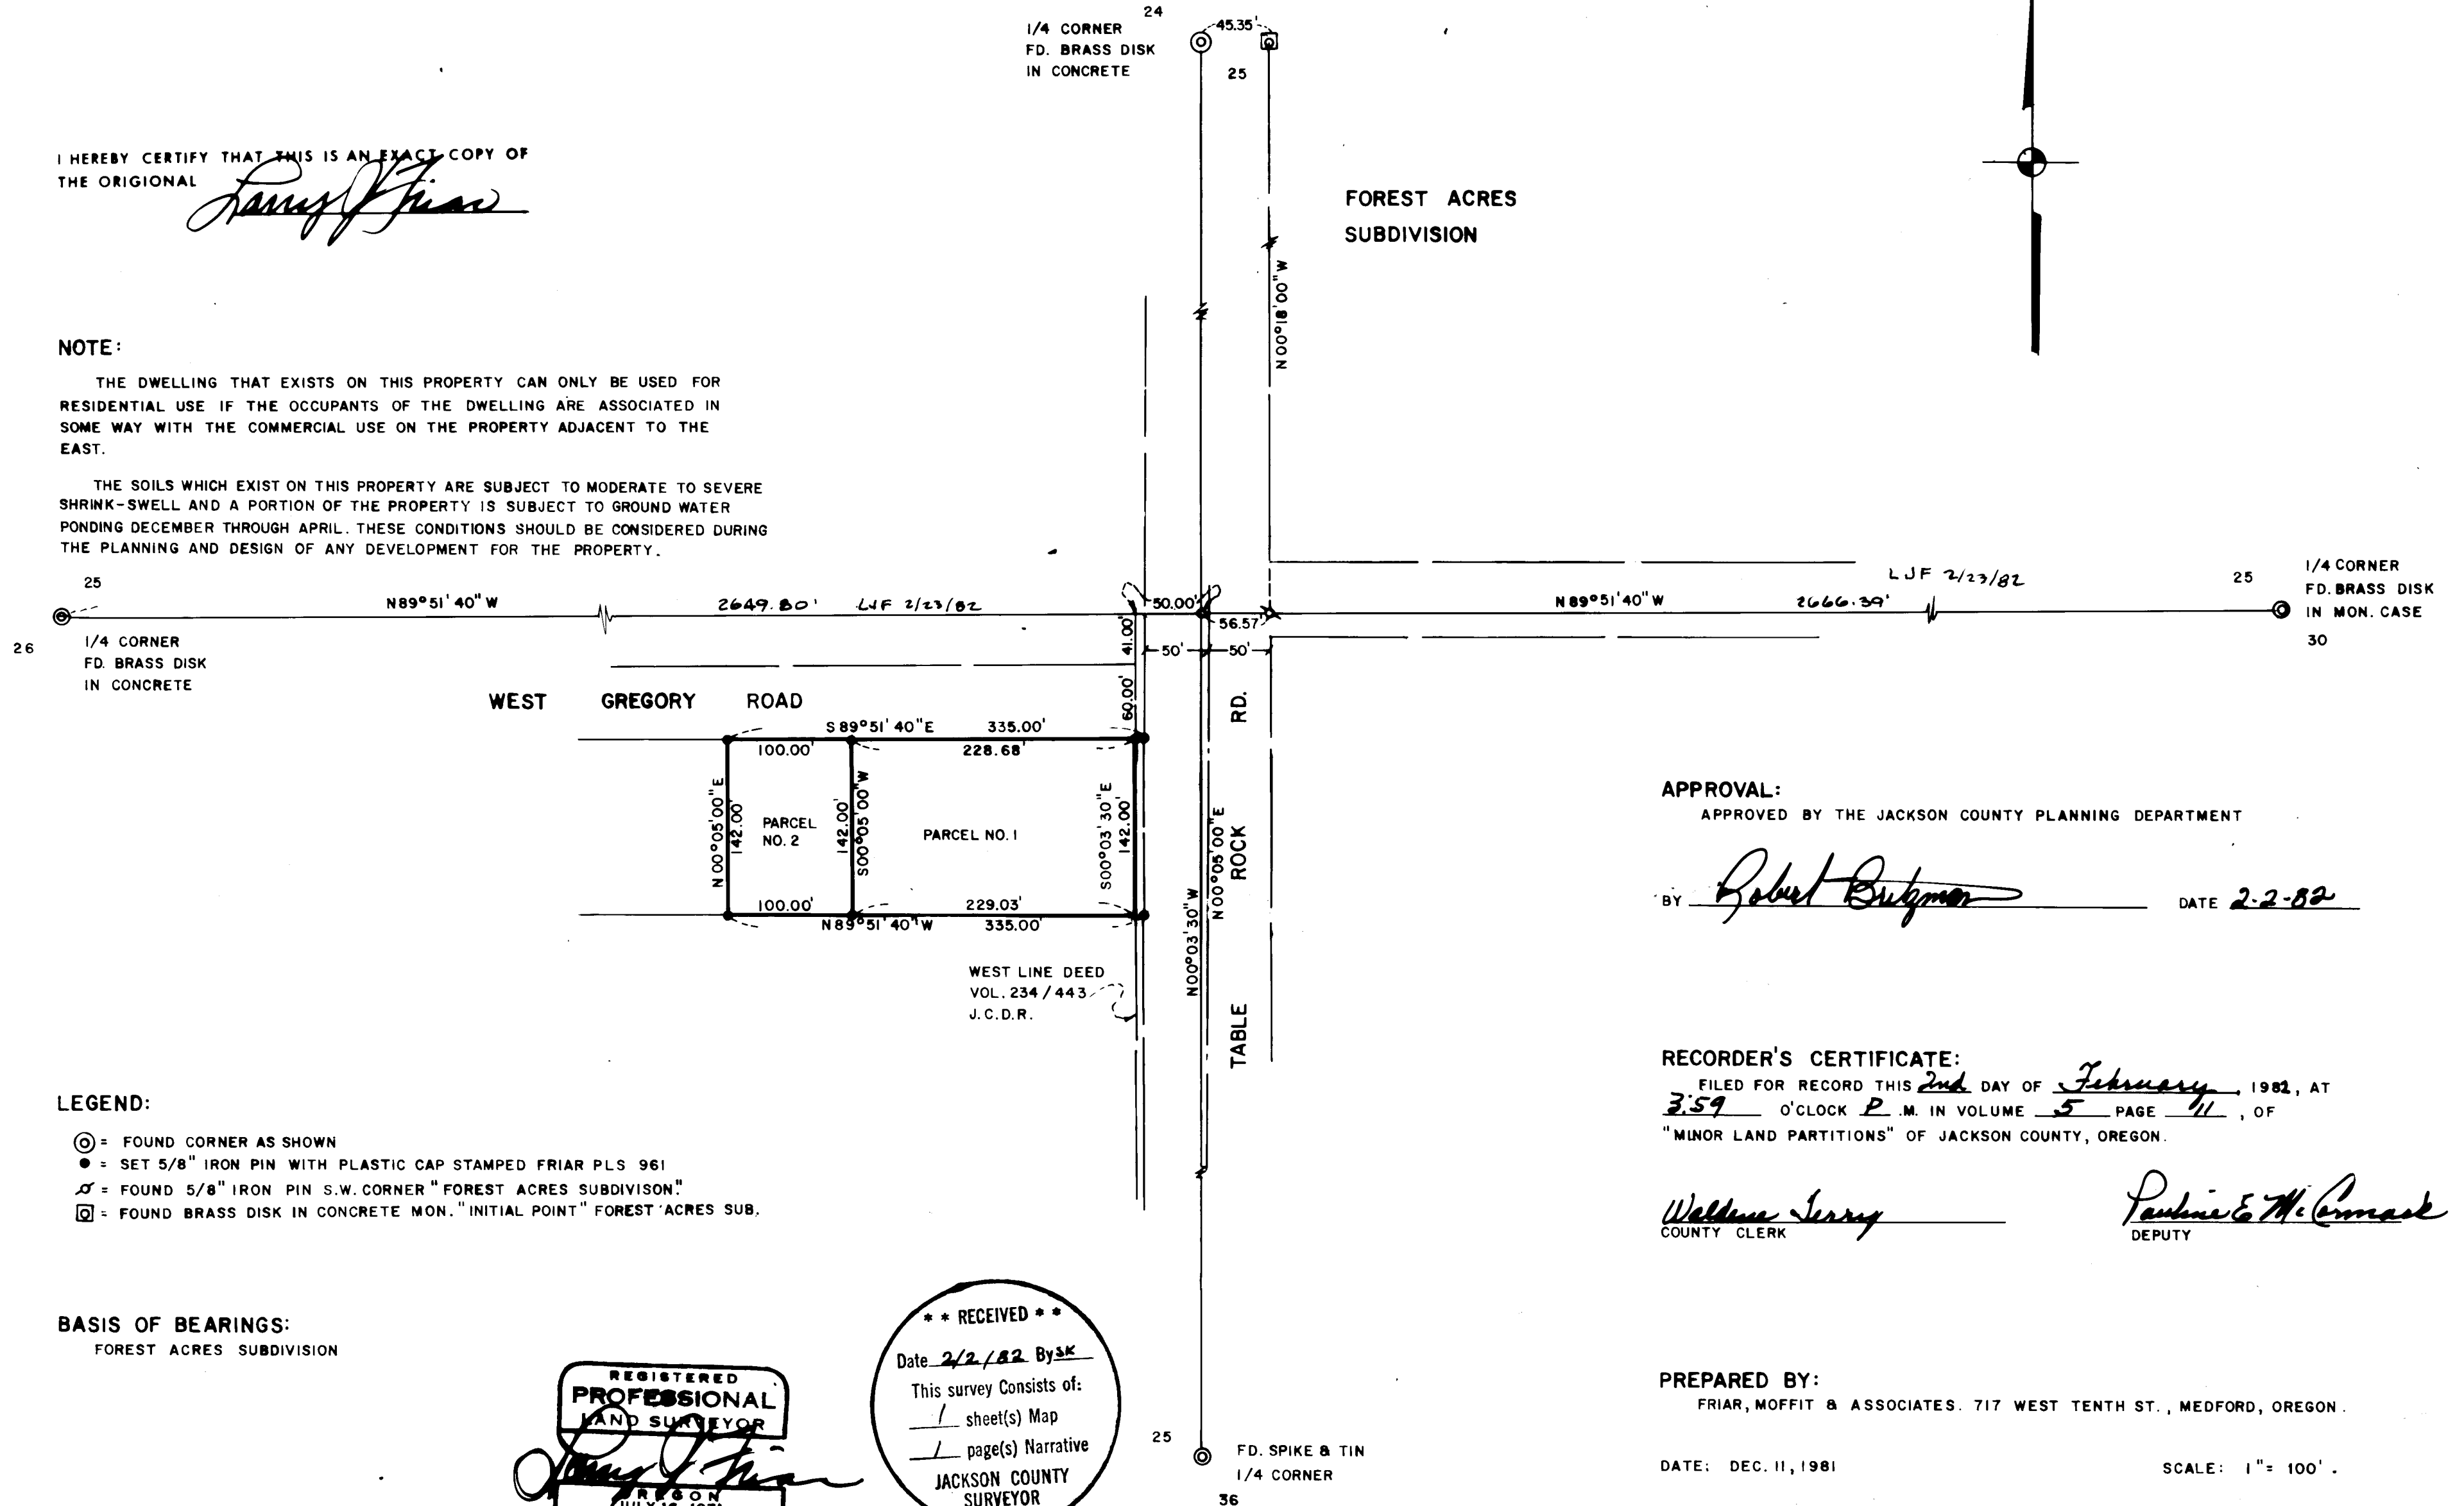 24
1/4 CORNER
FD. BRASS DISK
IN CONCRETE
45.35'
25
I HEREBY CERTIFY THAT THIS IS AN EXACT COPY OF
THE ORIGIONAL
Larry J Friar
FOREST ACRES
SUBDIVISION
N00°18'00"W
NOTE:
THE DWELLING THAT EXISTS ON THIS PROPERTY CAN ONLY BE USED FOR
RESIDENTIAL USE IF THE OCCUPANTS OF THE DWELLING ARE ASSOCIATED IN
SOME WAY WITH THE COMMERCIAL USE ON THE PROPERTY ADJACENT TO THE
EAST.
THE SOILS WHICH EXIST ON THIS PROPERTY ARE SUBJECT TO MODERATE TO SEVERE
SHRINK-SWELL AND A PORTION OF THE PROPERTY IS SUBJECT TO GROUND WATER
PONDING DECEMBER THROUGH APRIL. THESE CONDITIONS SHOULD BE CONSIDERED DURING
THE PLANNING AND DESIGN OF ANY DEVELOPMENT FOR THE PROPERTY.
25
N89°51'40"W
2649.80' LJF 2/23/82
50.00'
56.57'
N89°51'40"W
2666.39'
LJF 2/23/82
25
1/4 CORNER
FD. BRASS DISK
IN MON. CASE
30
26
1/4 CORNER
FD. BRASS DISK
IN CONCRETE
41.00'
50'
50'
60.00'
WEST GREGORY ROAD
S89°51'40"E 335.00'
100.00'
228.68'
N00°05'00"E
142.00'
PARCEL
NO. 2
142.00'
S00°05'00"W
PARCEL NO. 1
S00°03'30"E
142.00'
100.00'
229.03'
N89°51'40"W 335.00'
N00°03'30"W
N00°05'00"E
TABLE ROCK RD.
WEST LINE DEED
VOL. 234/443
J.C.D.R.
APPROVAL:
APPROVED BY THE JACKSON COUNTY PLANNING DEPARTMENT
BY Robert DATE 2-2-82
RECORDER'S CERTIFICATE:
FILED FOR RECORD THIS 2nd DAY OF February, 1982, AT
3:59 O'CLOCK P.M. IN VOLUME 5 PAGE 11, OF
"MINOR LAND PARTITIONS" OF JACKSON COUNTY, OREGON.
Terry
COUNTY CLERK
Pauline E McCormack
DEPUTY
LEGEND:
= FOUND CORNER AS SHOWN
= SET 5/8" IRON PIN WITH PLASTIC CAP STAMPED FRIAR PLS 961
= FOUND 5/8" IRON PIN S.W. CORNER "FOREST ACRES SUBDIVISON."
= FOUND BRASS DISK IN CONCRETE MON. "INITIAL POINT" FOREST ACRES SUB.
BASIS OF BEARINGS:
FOREST ACRES SUBDIVISION
REGISTERED
PROFESSIONAL
LAND SURVEYOR
Larry J Friar
OREGON
* * RECEIVED * *
Date 2/2/82 By SK
This survey Consists of:
1 sheet(s) Map
1 page(s) Narrative
JACKSON COUNTY
SURVEYOR
25
FD. SPIKE & TIN
1/4 CORNER
36
PREPARED BY:
FRIAR, MOFFIT & ASSOCIATES. 717 WEST TENTH ST., MEDFORD, OREGON.
DATE: DEC. 11, 1981
SCALE: 1"= 100'.